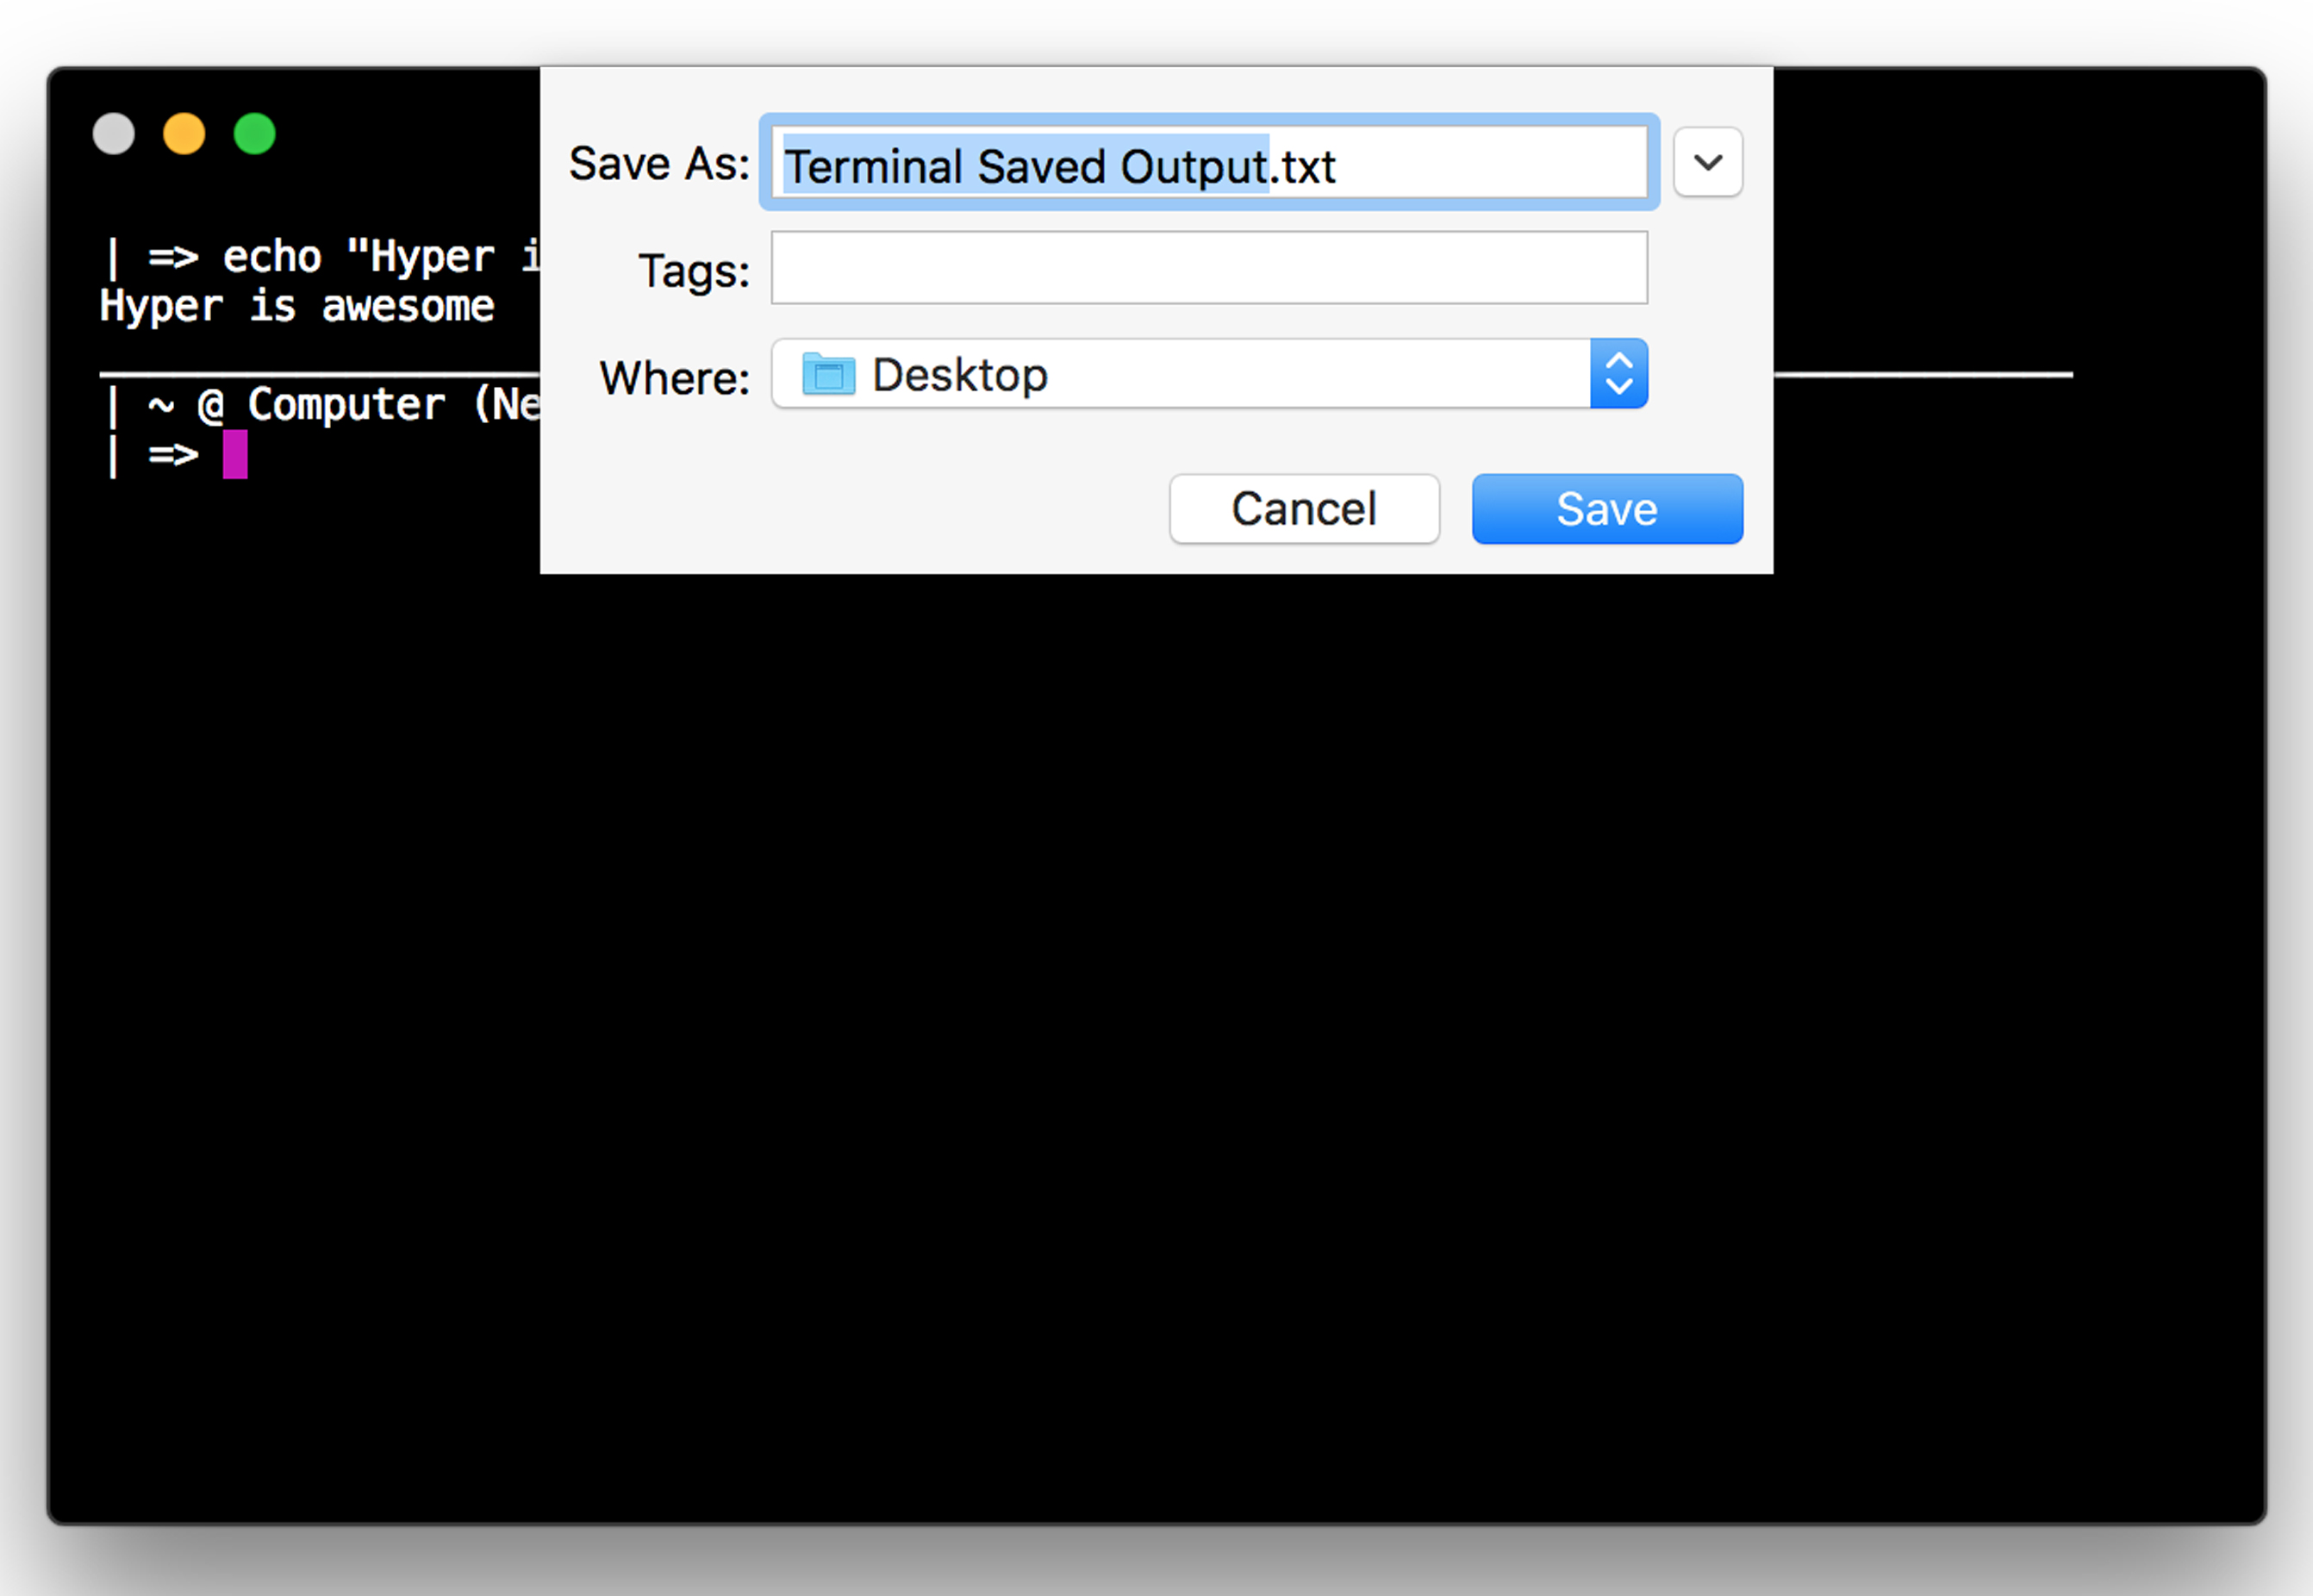 Save As: Terminal Saved Output.txt
Tags:
Where: Desktop
Cancel Save
| => echo "Hyper i
Hyper is awesome
| ~ @ Computer (Ne
| =>